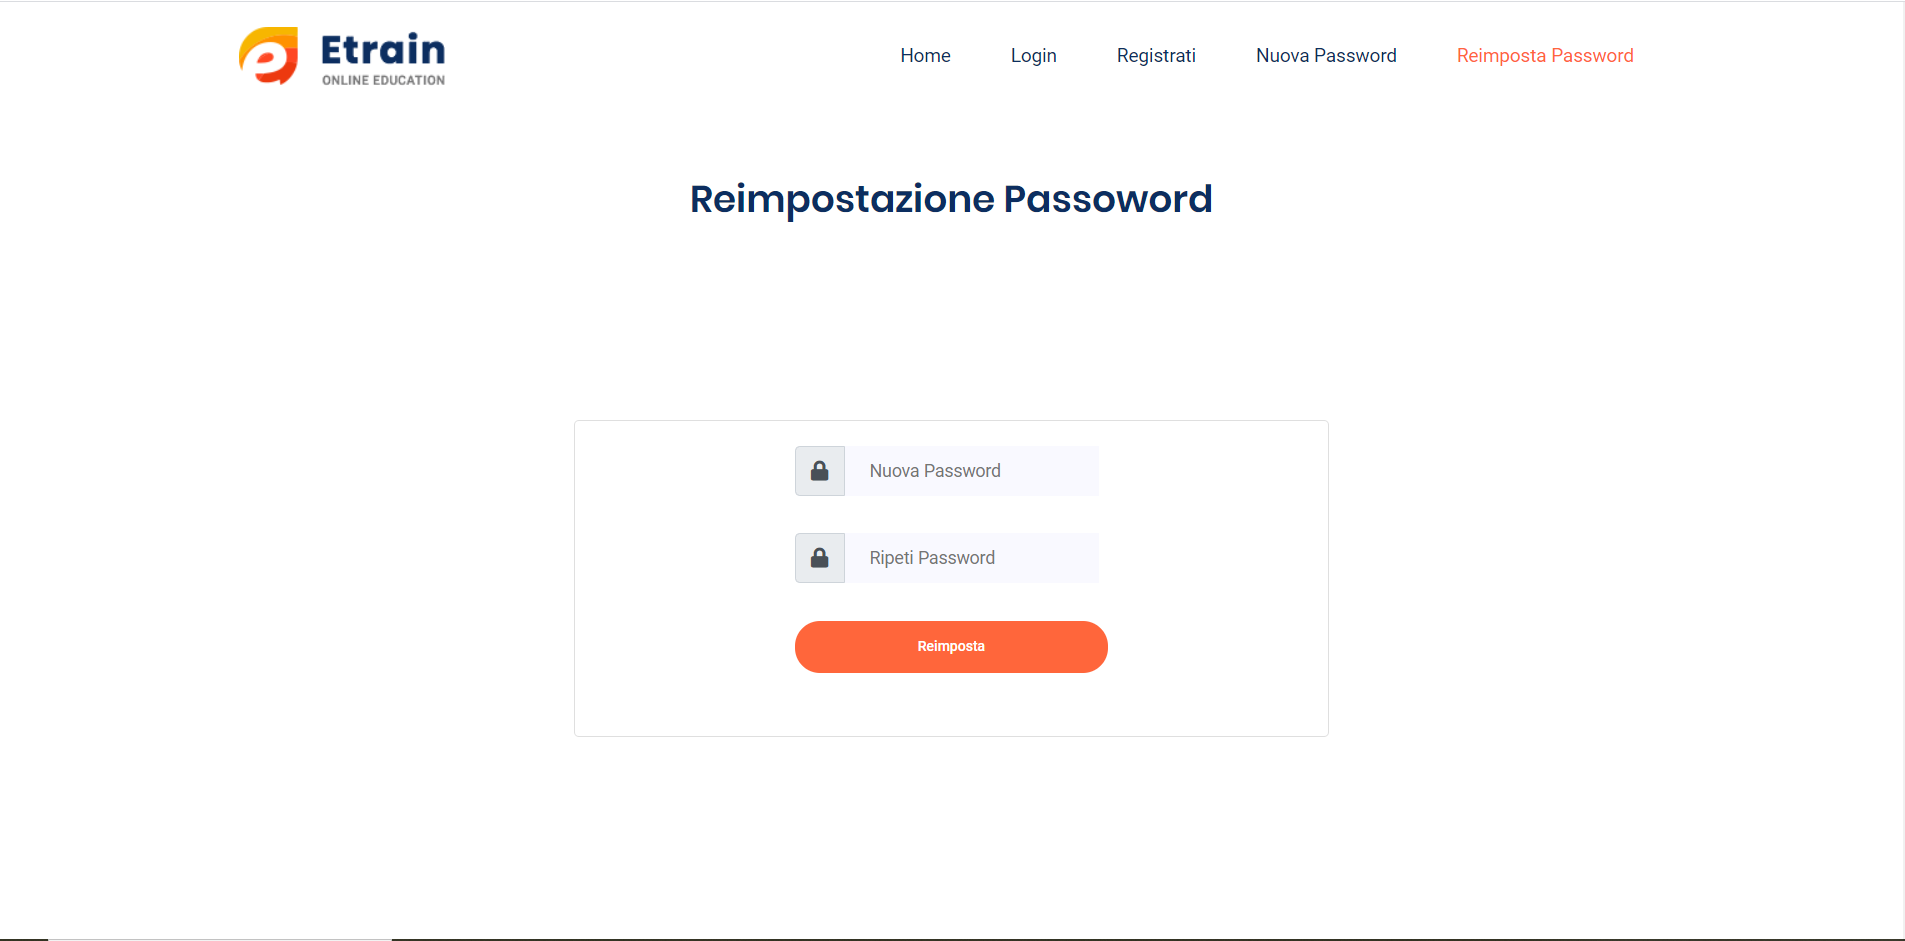 Etrain
ONLINE EDUCATION
Home Login Registrati Nuova Password Reimposta Password
Reimpostazione Passoword
Nuova Password
Ripeti Password
Reimposta